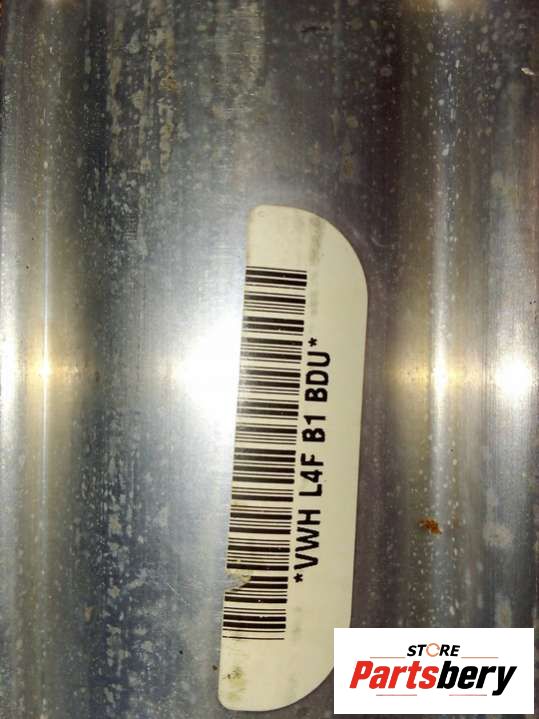 *VWH L4F B1 BDU*
STORE
Partsbery